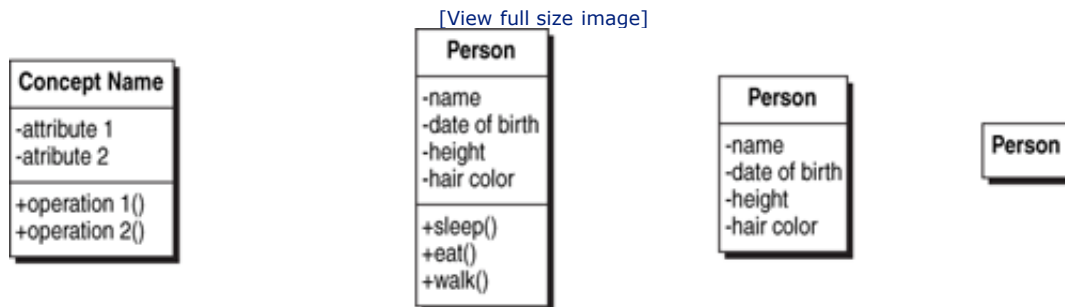 [View full size image]
Concept Name
-attribute 1
-atribute 2
+operation 1()
+operation 2()
Person
-name
-date of birth
-height
-hair color
+sleep()
+eat()
+walk()
Person
-name
-date of birth
-height
-hair color
Person